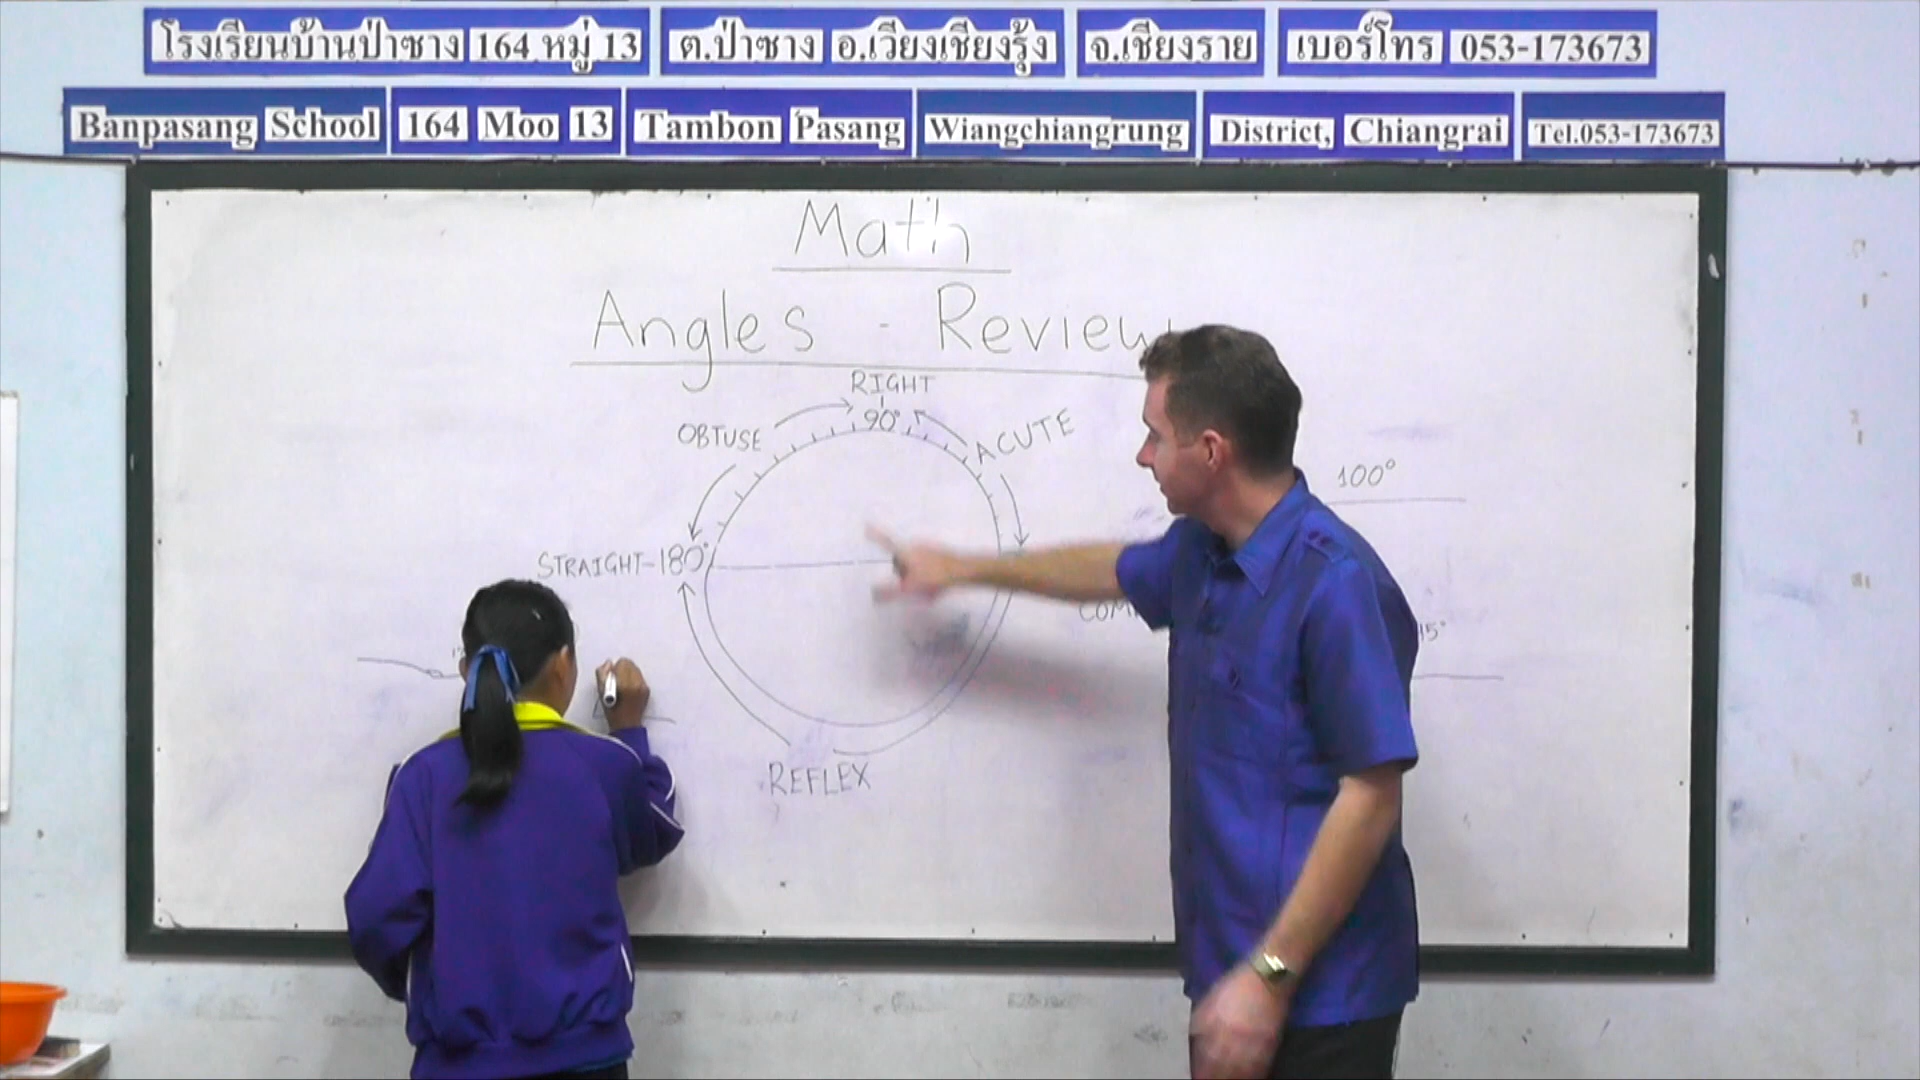 โรงเรียนบ้านป่าซาง 164 หมู่ 13 ต.ป่าซาง อ.เวียงเชียงรุ้ง จ.เชียงราย เบอร์โทร 053-173673
Banpasang School 164 Moo 13 Tambon Pasang Wiangchiangrung District, Chiangrai Tel.053-173673
Math
Angles - Review
RIGHT
90°
OBTUSE
ACUTE
100°
STRAIGHT-180°
REFLEX